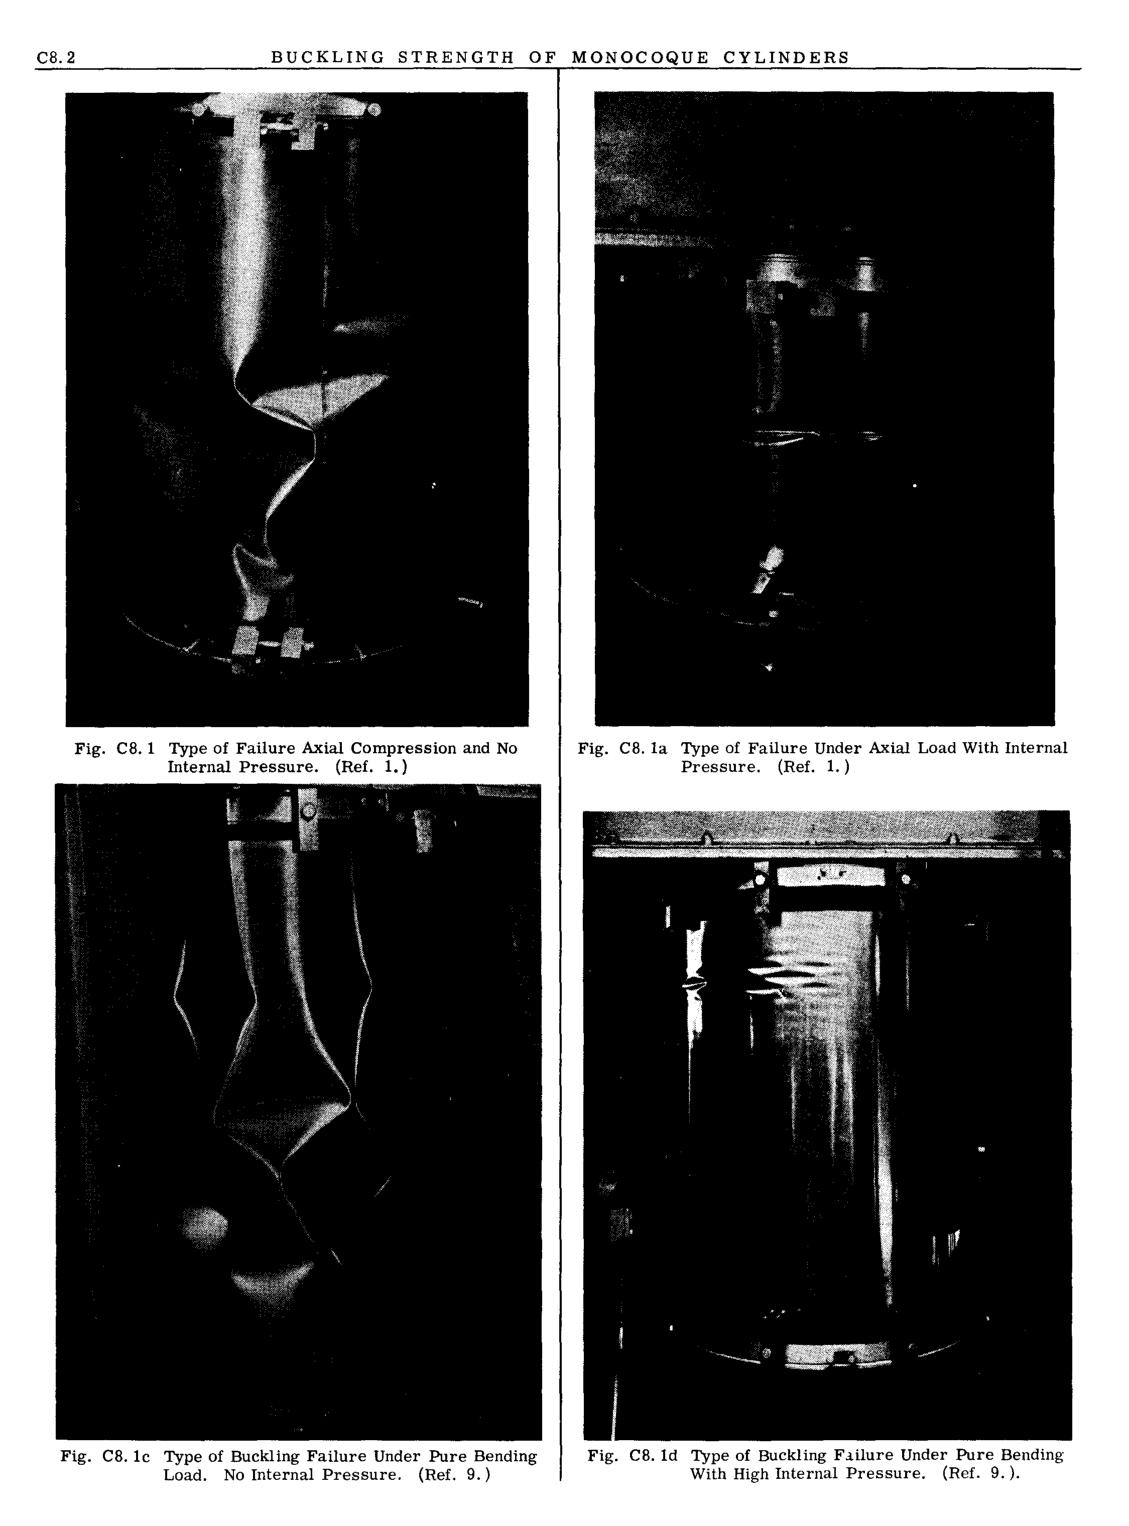 C8.2
BUCKLING STRENGTH OF MONOCOQUE CYLINDERS
Fig. C8.1 Type of Failure Axial Compression and No
Internal Pressure. (Ref. 1.)
Fig. C8.1a Type of Failure Under Axial Load With Internal
Pressure. (Ref. 1.)
Fig. C8.1c Type of Buckling Failure Under Pure Bending
Load. No Internal Pressure. (Ref. 9.)
Fig. C8.1d Type of Buckling Failure Under Pure Bending
With High Internal Pressure. (Ref. 9.).